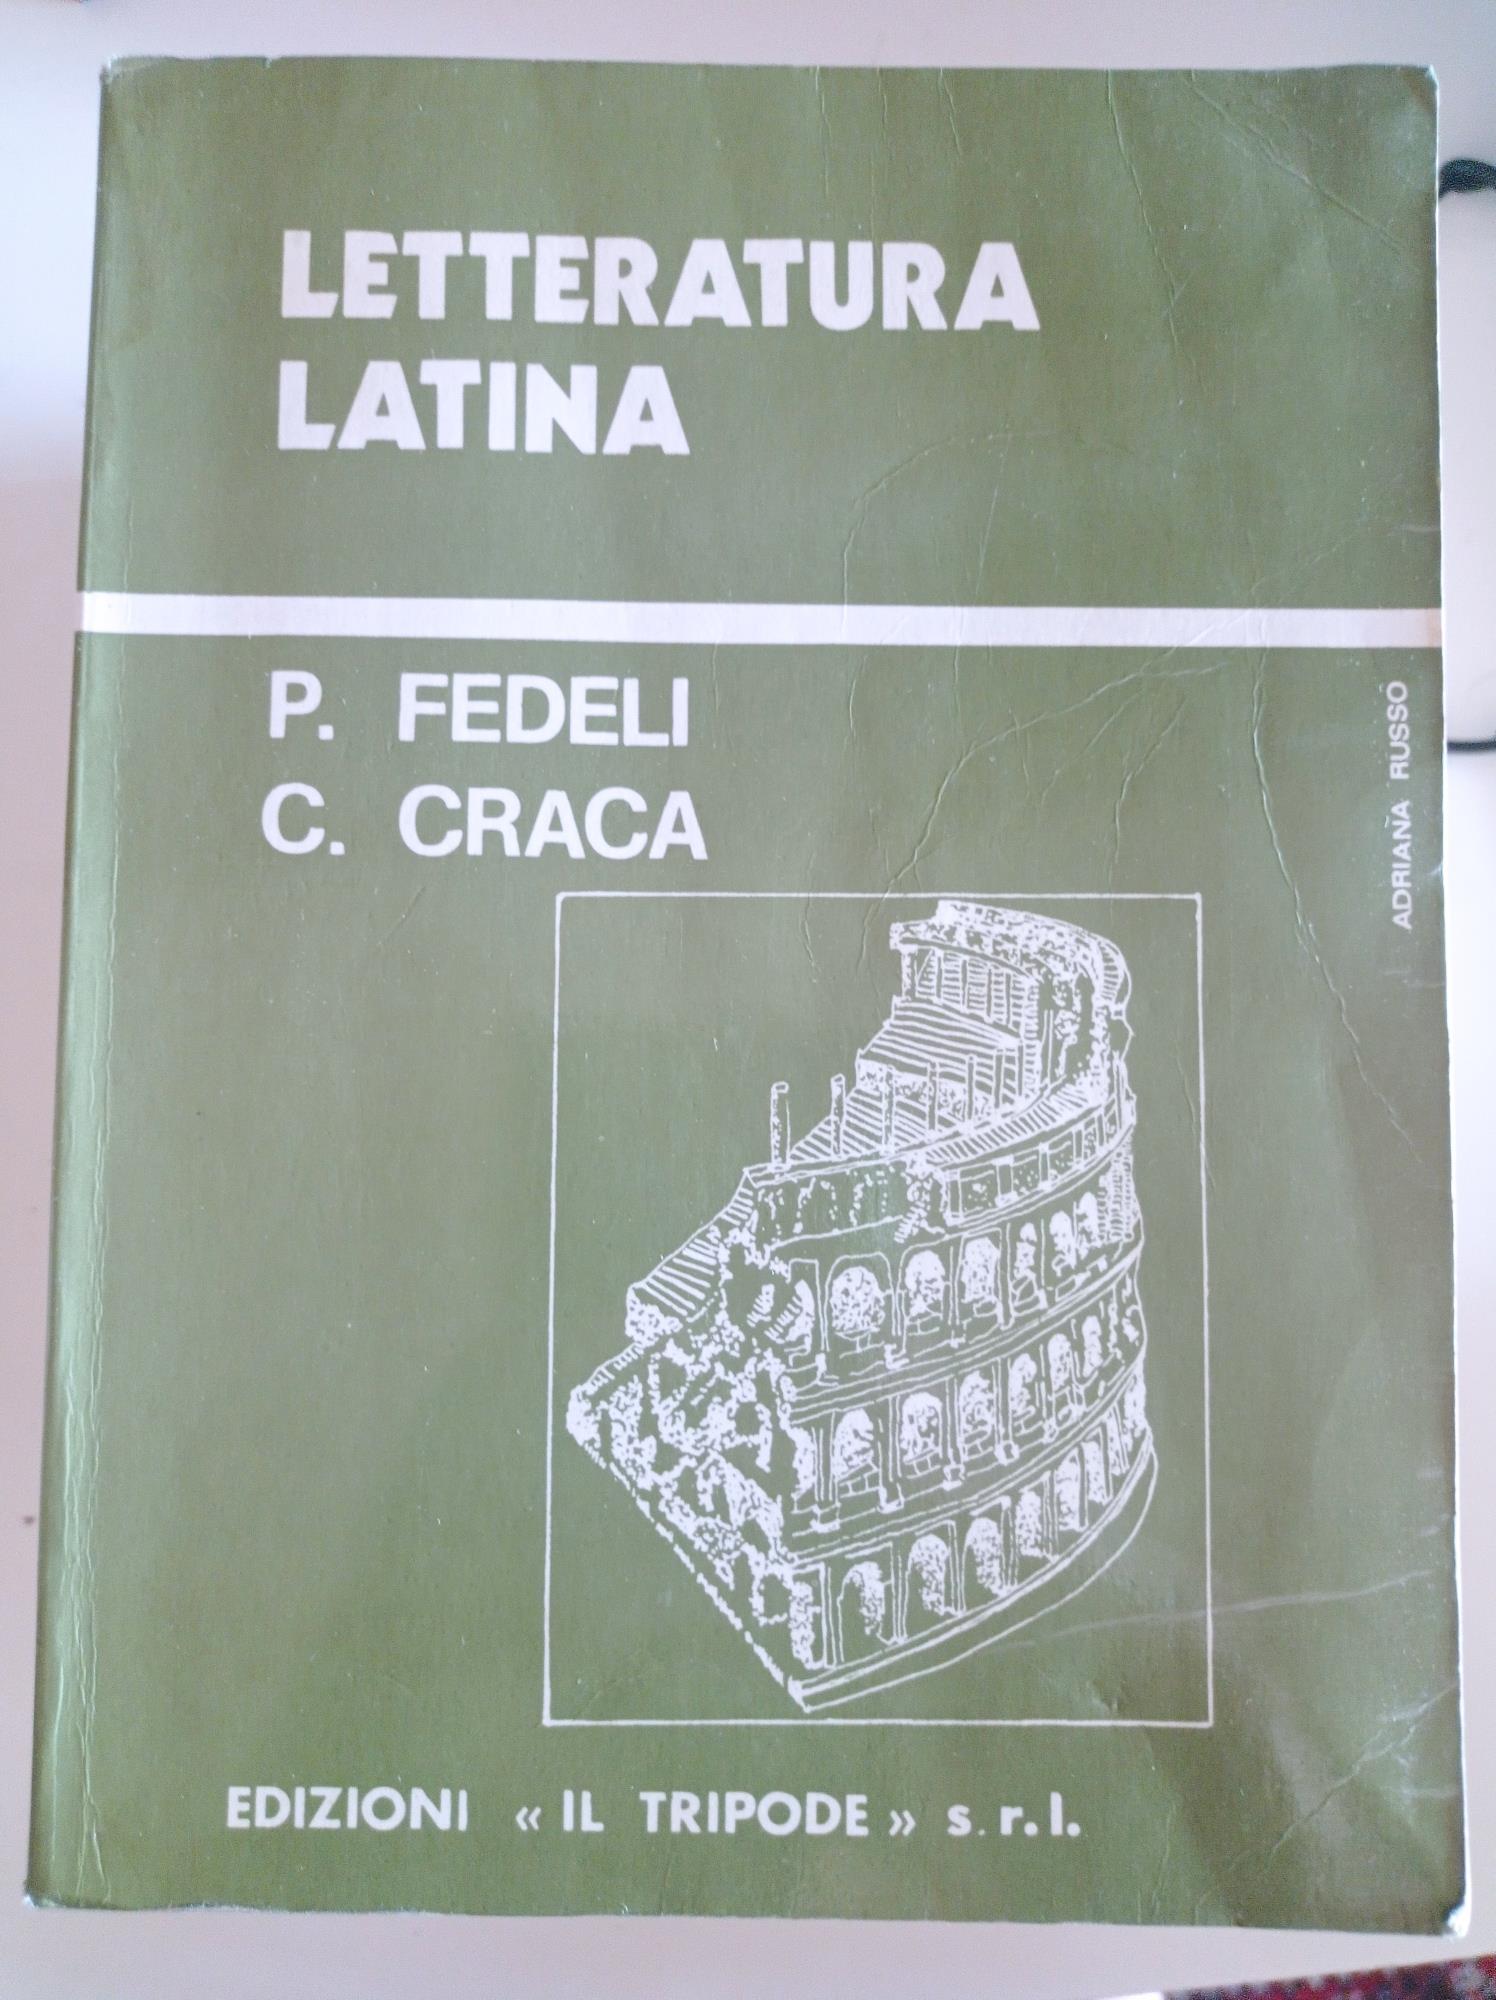 LETTERATURA
LATINA
P. FEDELI
C. CRACA
ADRIANA RUSSO
EDIZIONI « IL TRIPODE » s.r.l.